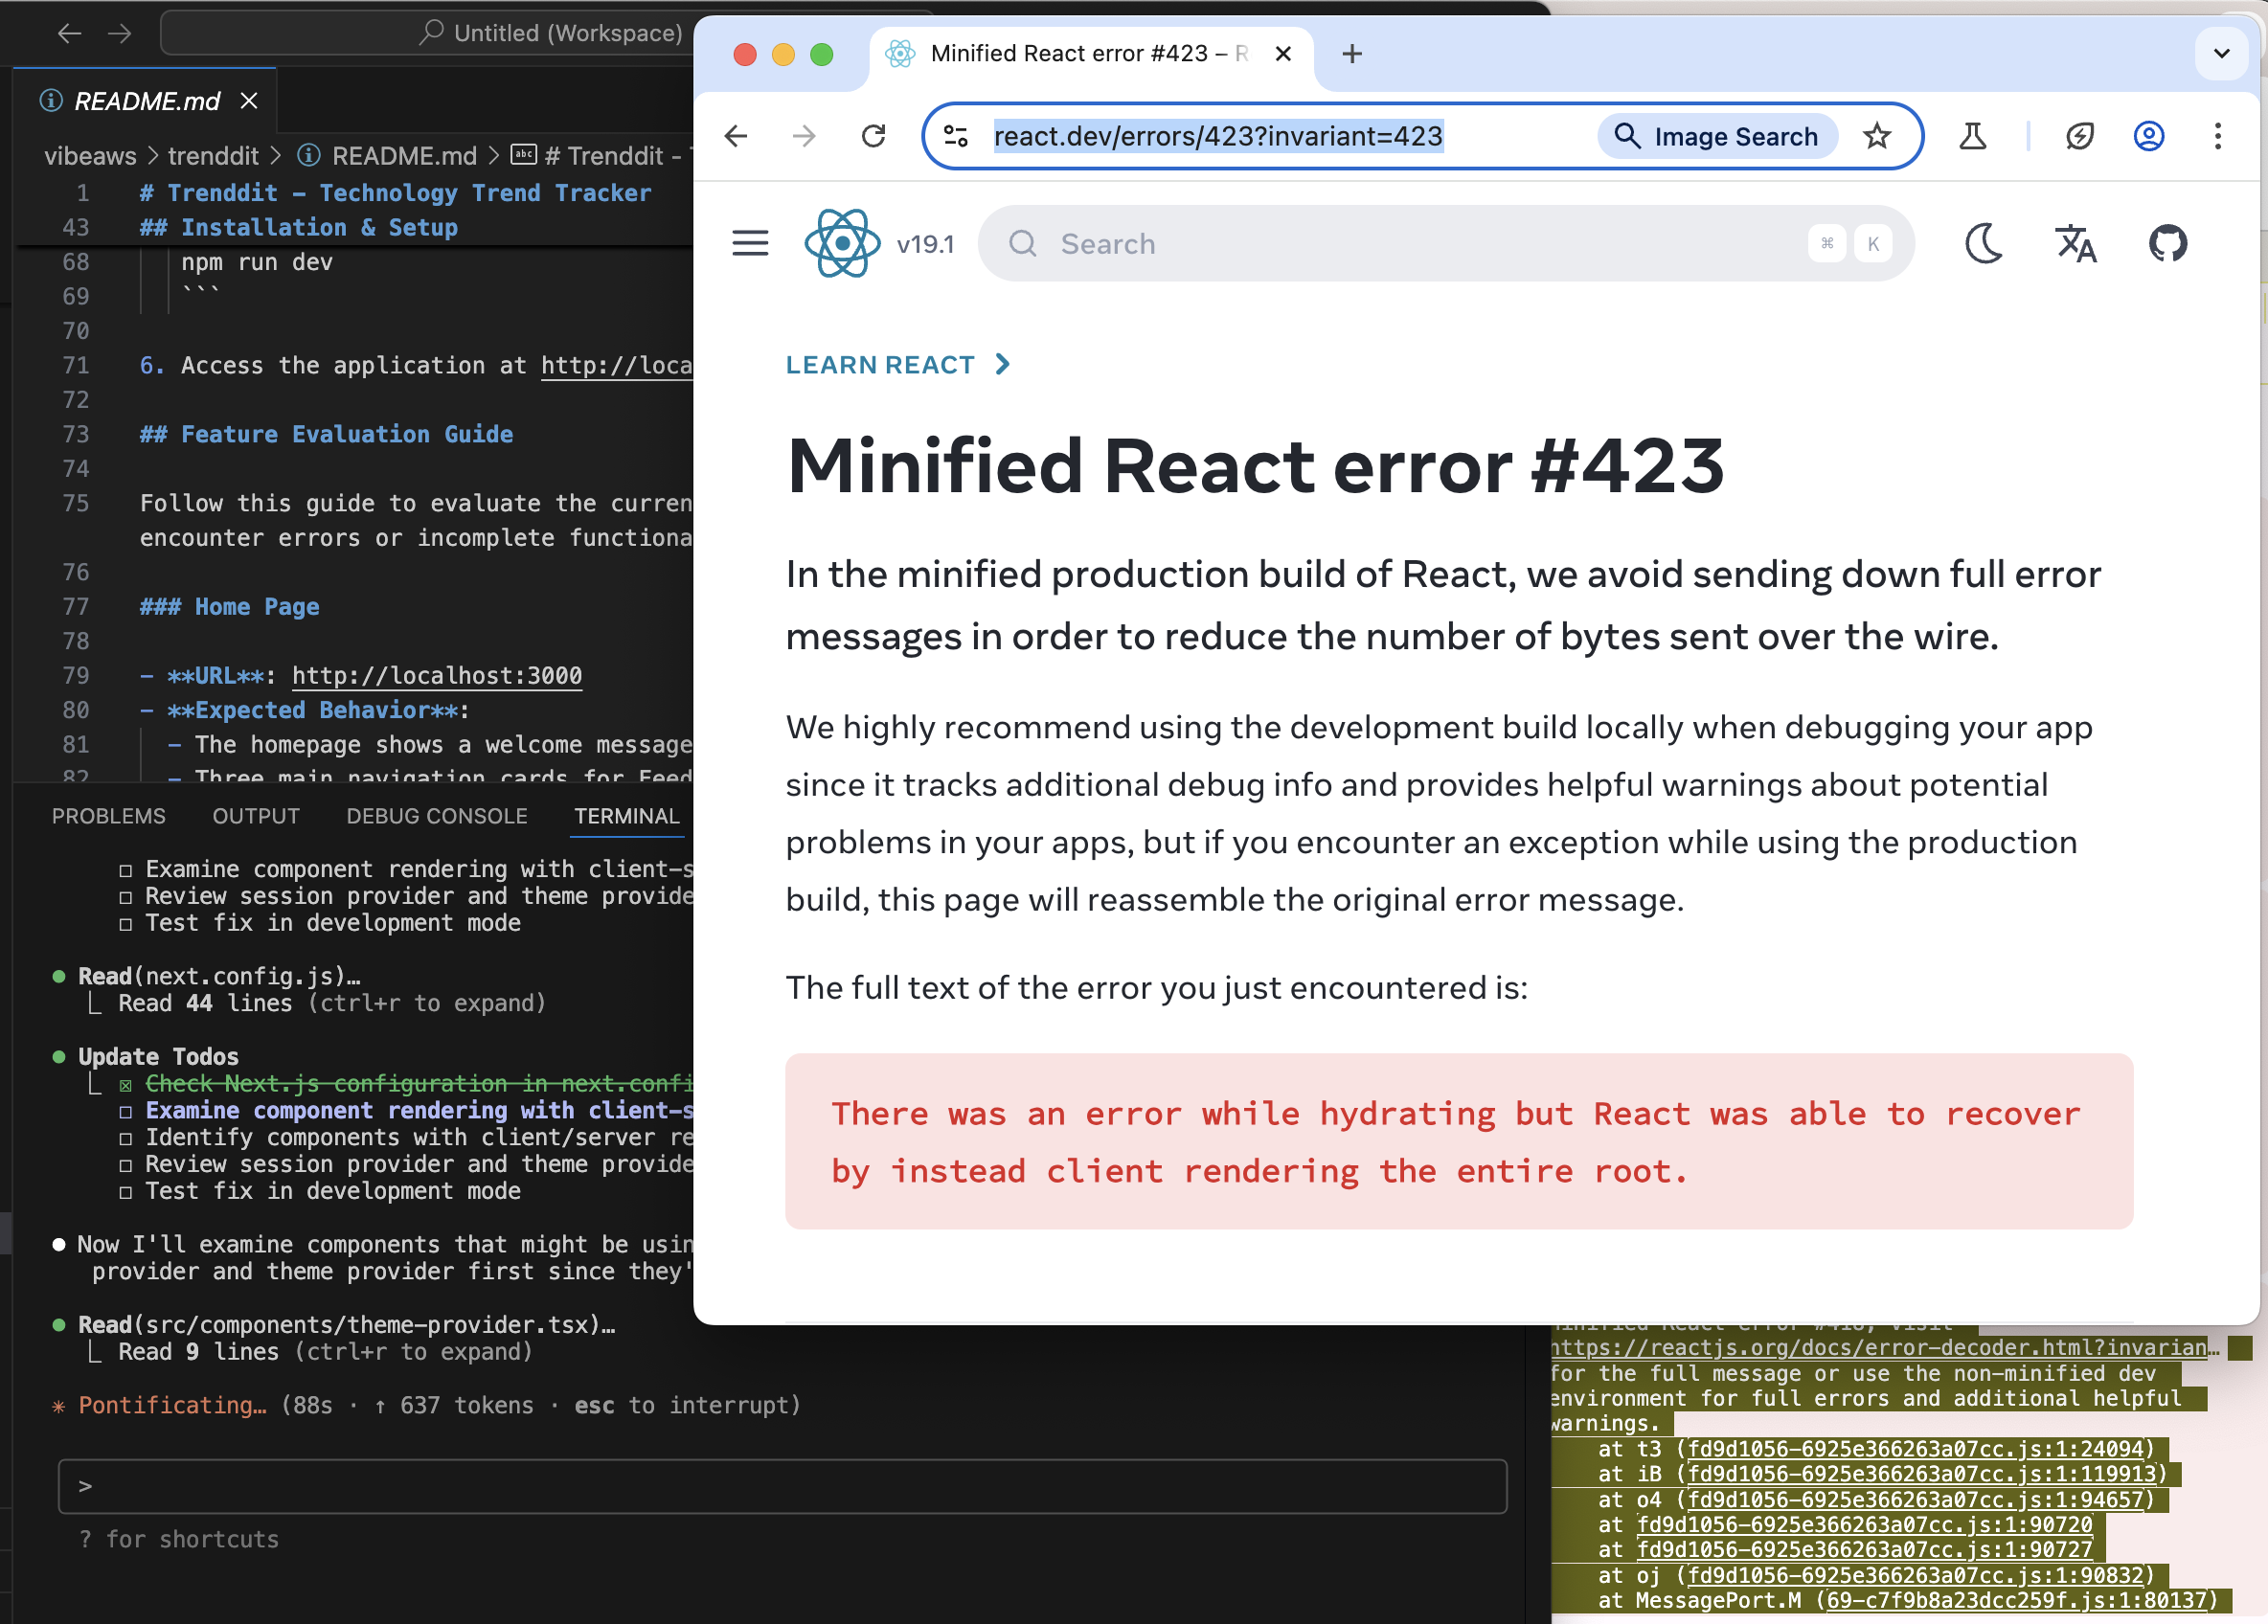 Untitled (Workspace)
README.md
vibeaws > trenddit > README.md > # Trenddit -
1 # Trenddit – Technology Trend Tracker
43 ## Installation & Setup
68 npm run dev
69 ```
70
71 6. Access the application at http://loca
72
73 ## Feature Evaluation Guide
74
75 Follow this guide to evaluate the curren
encounter errors or incomplete functiona
76
77 ### Home Page
78
79 - **URL**: http://localhost:3000
80 - **Expected Behavior**:
81 - The homepage shows a welcome message
82 - Three main navigation cards for Feed
PROBLEMS OUTPUT DEBUG CONSOLE TERMINAL
☐ Examine component rendering with client-s
☐ Review session provider and theme provide
☐ Test fix in development mode
● Read(next.config.js)…
⎿ Read 44 lines (ctrl+r to expand)
● Update Todos
⎿ ☒ Check Next.js configuration in next.confi
☐ Examine component rendering with client-s
☐ Identify components with client/server re
☐ Review session provider and theme provide
☐ Test fix in development mode
● Now I'll examine components that might be usin
provider and theme provider first since they'
● Read(src/components/theme-provider.tsx)…
⎿ Read 9 lines (ctrl+r to expand)
✳ Pontificating… (88s · ↑ 637 tokens · esc to interrupt)
>
? for shortcuts
Minified React error #423 – R
react.dev/errors/423?invariant=423
Image Search
v19.1
Search
⌘ K
LEARN REACT >
Minified React error #423
In the minified production build of React, we avoid sending down full error
messages in order to reduce the number of bytes sent over the wire.
We highly recommend using the development build locally when debugging your app
since it tracks additional debug info and provides helpful warnings about potential
problems in your apps, but if you encounter an exception while using the production
build, this page will reassemble the original error message.
The full text of the error you just encountered is:
There was an error while hydrating but React was able to recover
by instead client rendering the entire root.
https://reactjs.org/docs/error-decoder.html?invarian…
for the full message or use the non-minified dev
environment for full errors and additional helpful
warnings.
at t3 (fd9d1056-6925e366263a07cc.js:1:24094)
at iB (fd9d1056-6925e366263a07cc.js:1:119913)
at o4 (fd9d1056-6925e366263a07cc.js:1:94657)
at fd9d1056-6925e366263a07cc.js:1:90720
at fd9d1056-6925e366263a07cc.js:1:90727
at oj (fd9d1056-6925e366263a07cc.js:1:90832)
at MessagePort.M (69-c7f9b8a23dcc259f.js:1:80137)